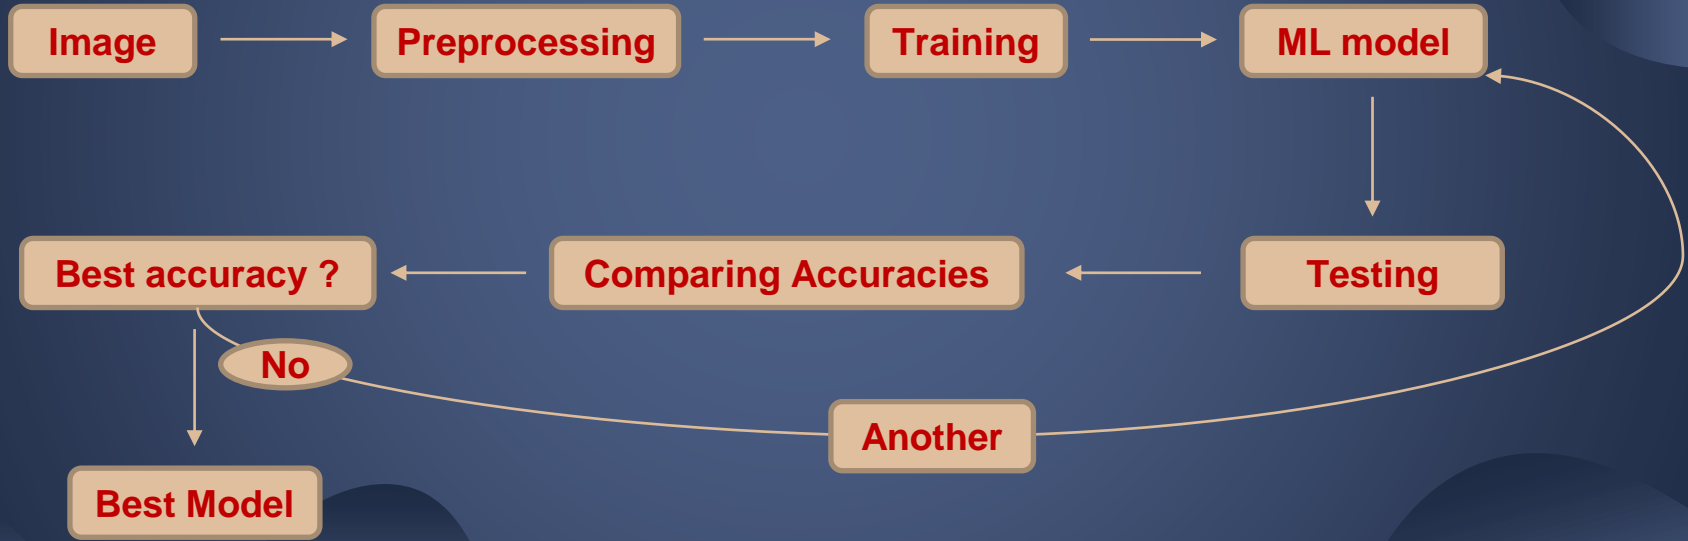 Image
Preprocessing
Training
ML model
Best accuracy ?
Comparing Accuracies
Testing
No
Another
Best Model